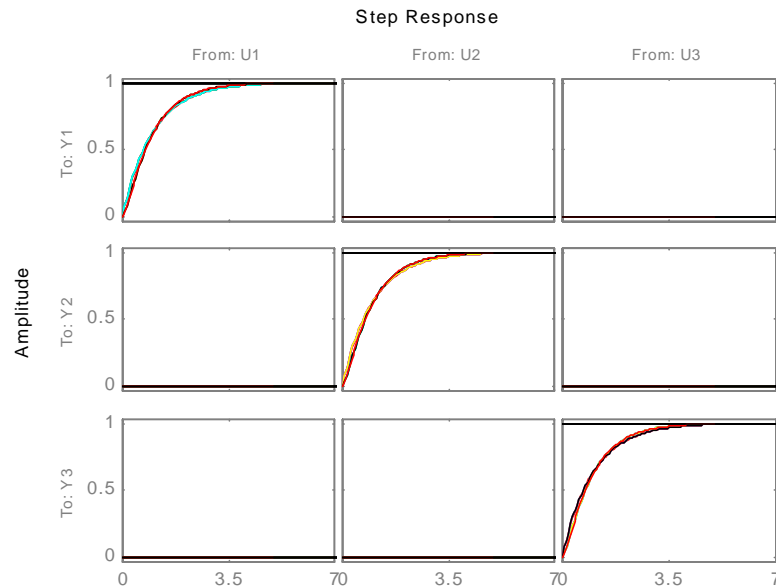 Step Response
From: U1 From: U2 From: U3
Amplitude
To: Y1
1
0.5
0
To: Y2
1
0.5
0
To: Y3
1
0.5
0
0 3.5 70 3.5 70 3.5 7